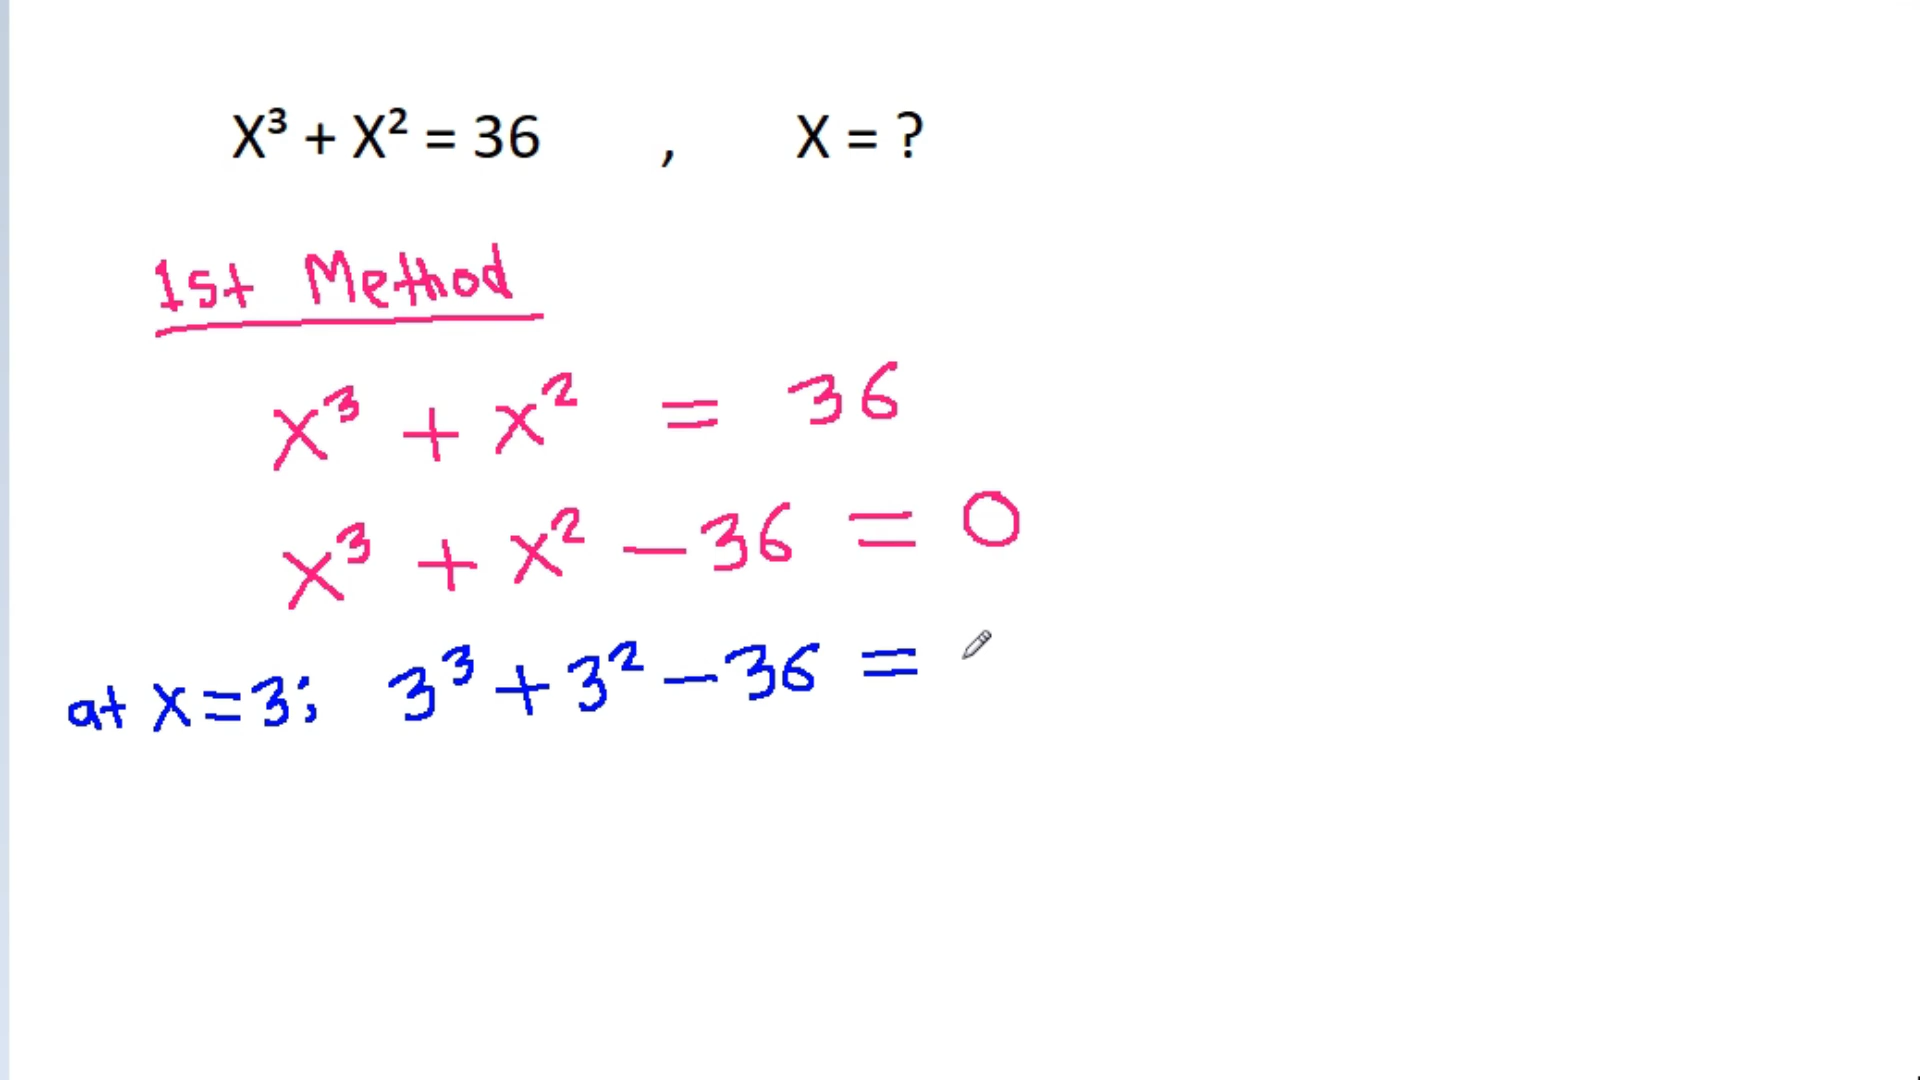 X³ + X² = 36 , X = ?
1st Method
x³ + x² = 36
x³ + x² - 36 = 0
at x=3; 3³ + 3² - 36 =